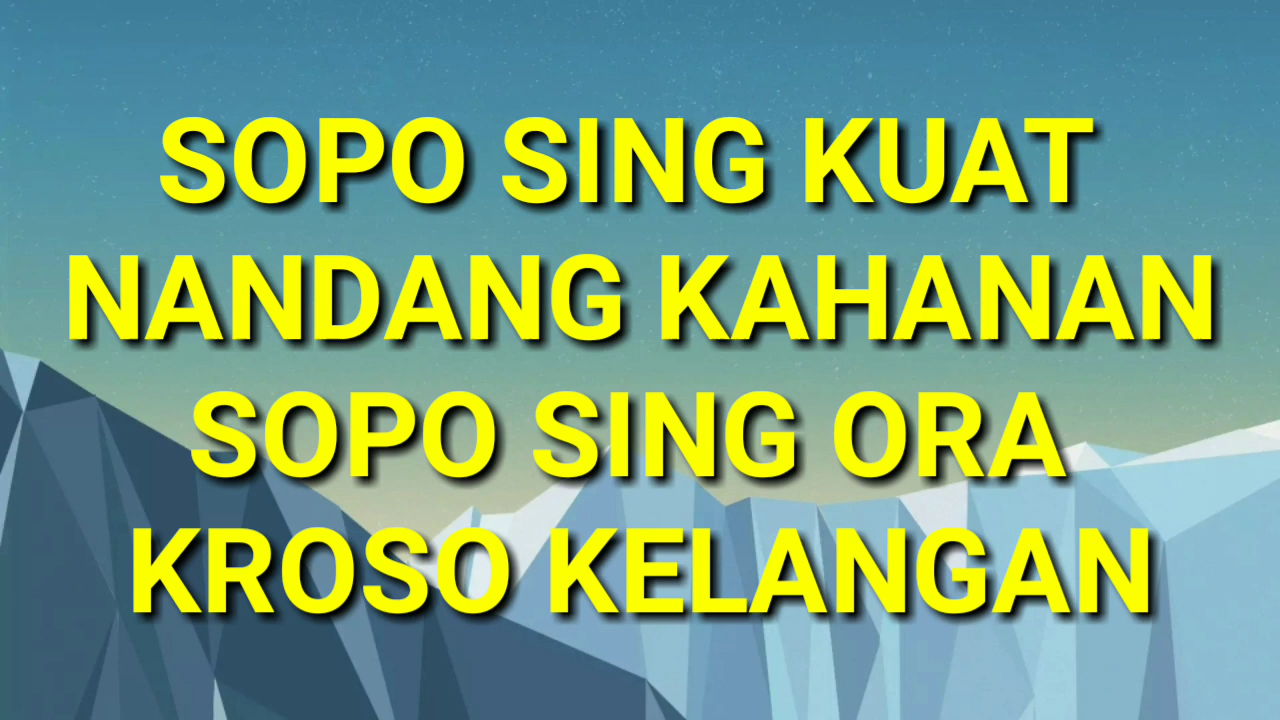 SOPO SING KUAT
NANDANG KAHANAN
SOPO SING ORA
KROSO KELANGAN